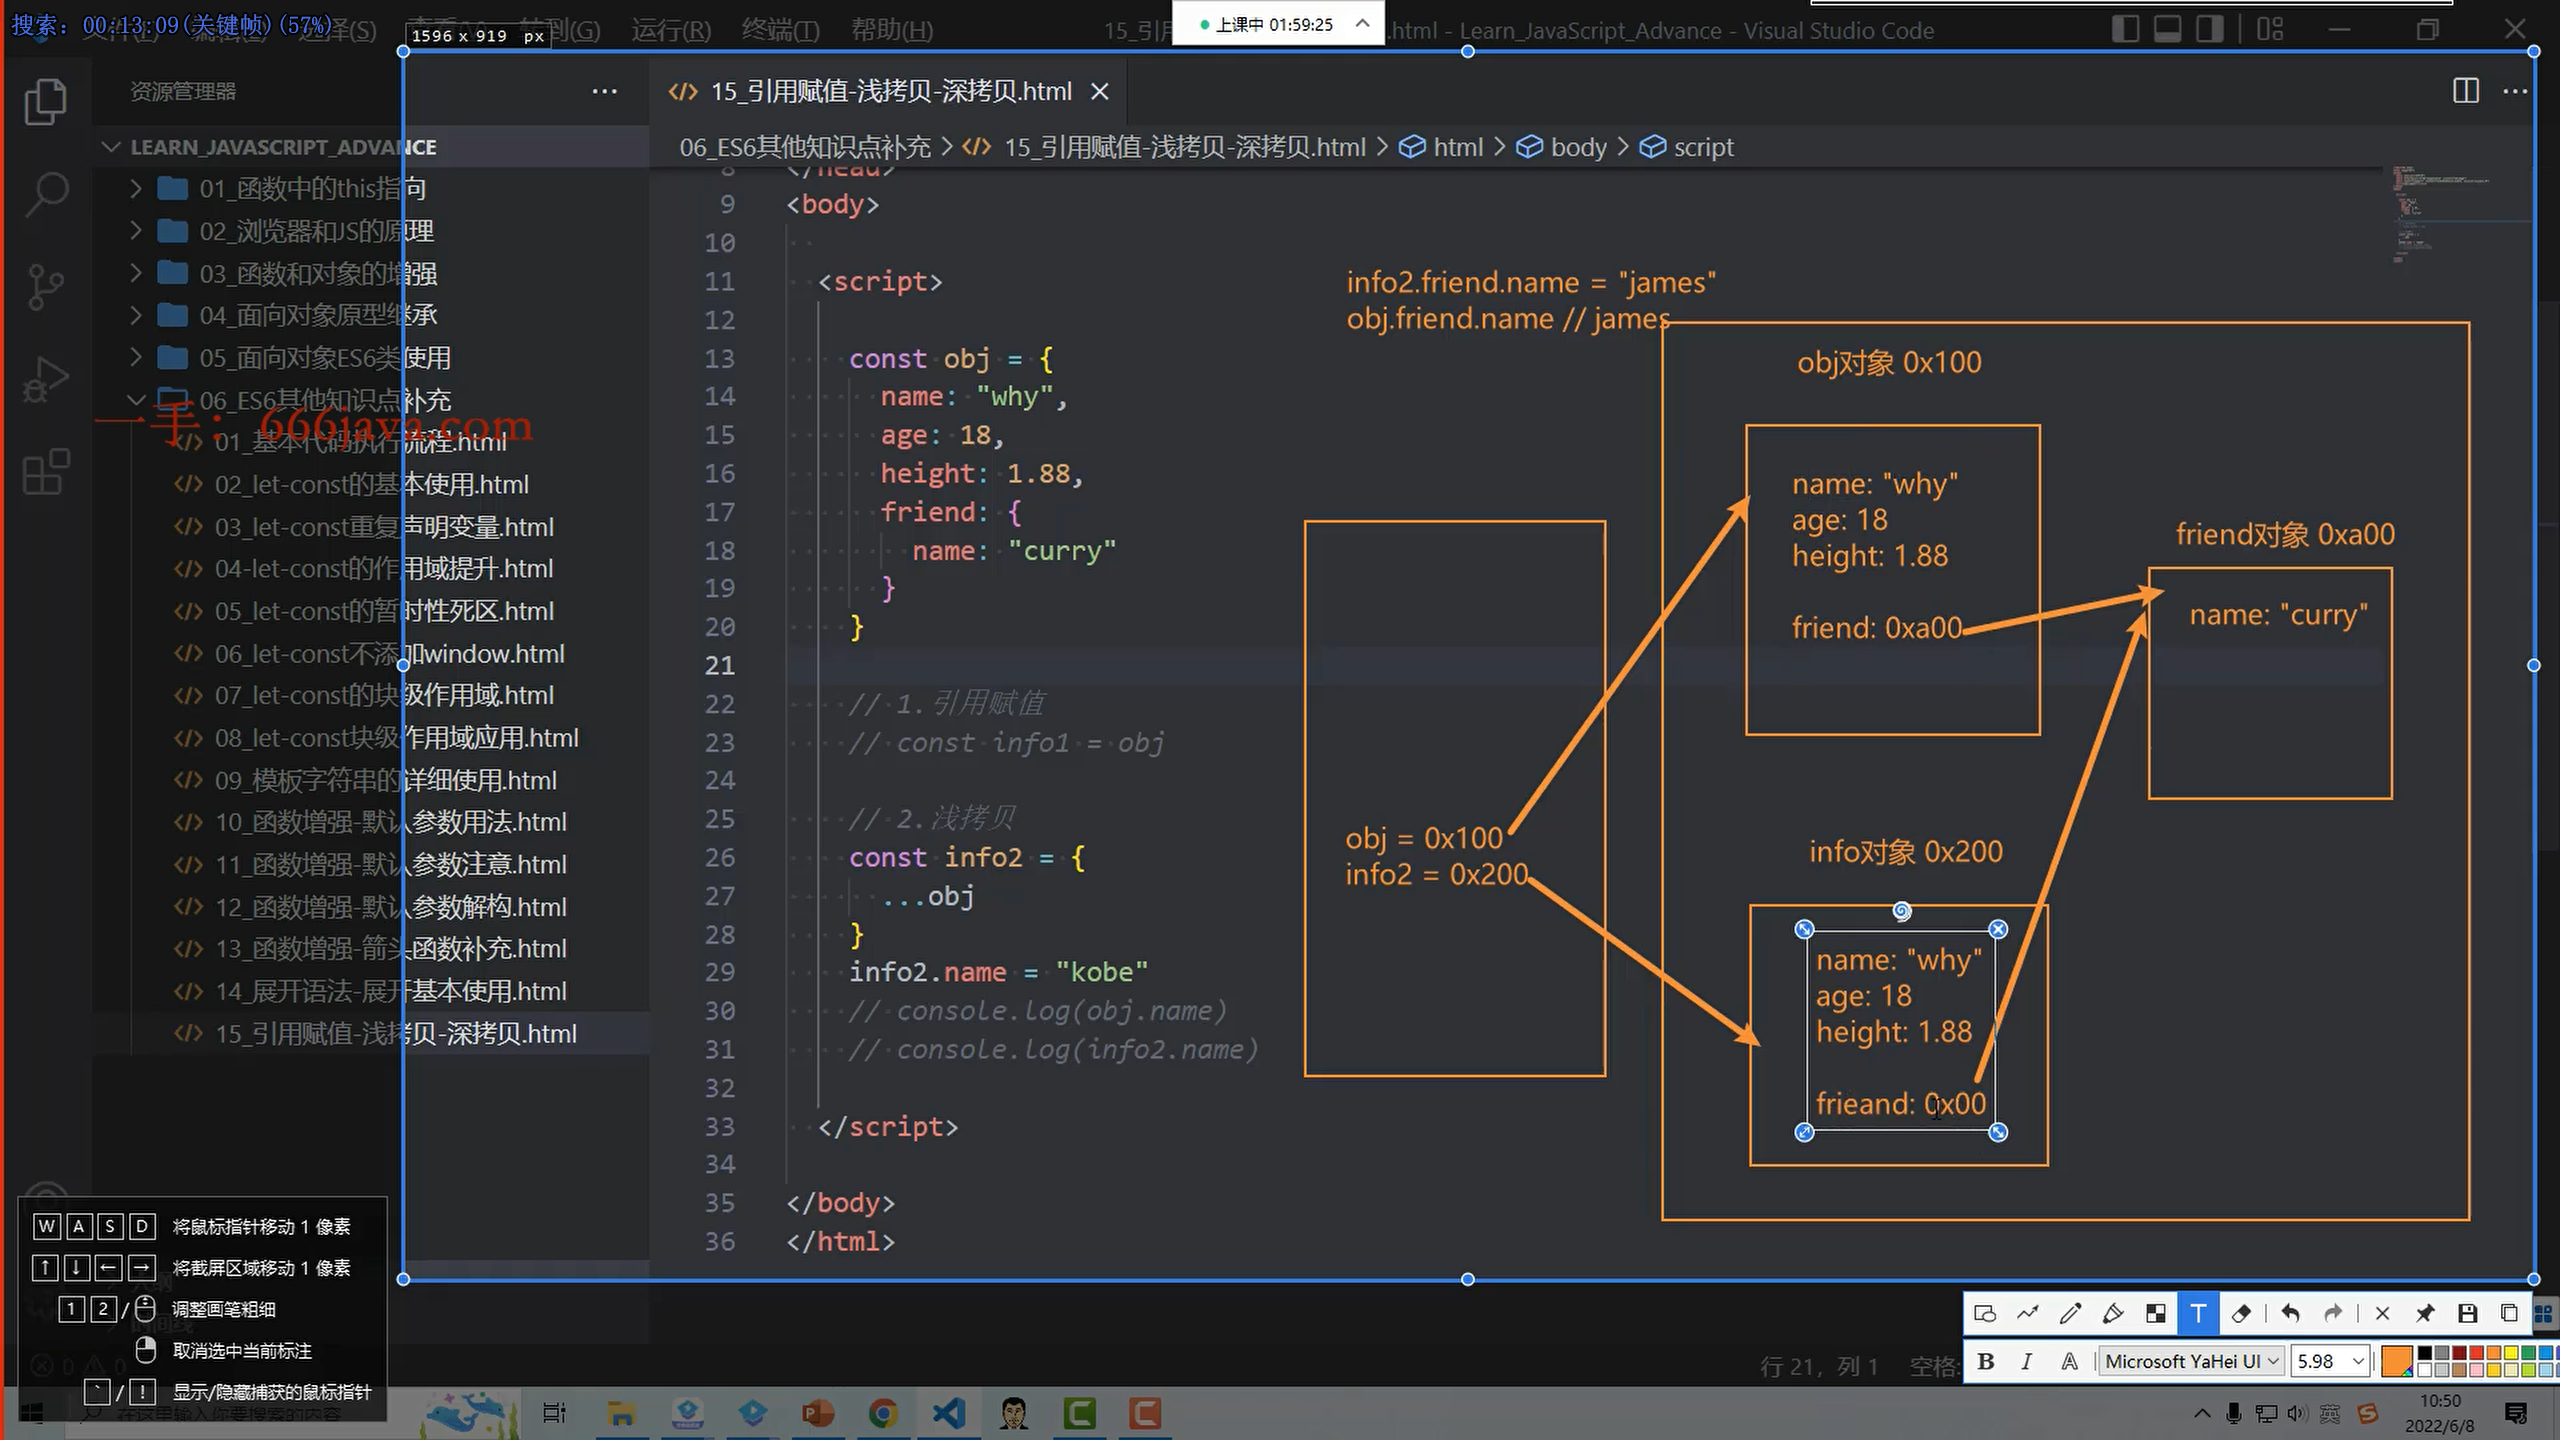 搜索: 00:13:09(关键帧)(57%)
1596 x 919 px
运行(R)
终端(T)
帮助(H)
上课中 01:59:25
.html - Learn_JavaScript_Advance - Visual Studio Code
资源管理器
15_引用赋值-浅拷贝-深拷贝.html
LEARN_JAVASCRIPT_ADVANCE
06_ES6其他知识点补充 > 15_引用赋值-浅拷贝-深拷贝.html > html > body > script
01_函数中的this指向
02_浏览器和JS的原理
03_函数和对象的增强
04_面向对象原型继承
05_面向对象ES6类使用
06_ES6其他知识点补充
一手：666java.com
01_基本代码执行流程.html
02_let-const的基本使用.html
03_let-const重复声明变量.html
04-let-const的作用域提升.html
05_let-const的暂时性死区.html
06_let-const不添加window.html
07_let-const的块级作用域.html
08_let-const块级作用域应用.html
09_模板字符串的详细使用.html
10_函数增强-默认参数用法.html
11_函数增强-默认参数注意.html
12_函数增强-默认参数解构.html
13_函数增强-箭头函数补充.html
14_展开语法-展开基本使用.html
15_引用赋值-浅拷贝-深拷贝.html
8 </head>
9 <body>
10
11 <script>
12
13 const obj = {
14 name: "why",
15 age: 18,
16 height: 1.88,
17 friend: {
18 name: "curry"
19 }
20 }
21
22 // 1.引用赋值
23 // const info1 = obj
24
25 // 2.浅拷贝
26 const info2 = {
27 ...obj
28 }
29 info2.name = "kobe"
30 // console.log(obj.name)
31 // console.log(info2.name)
32
33 </script>
34
35 </body>
36 </html>
info2.friend.name = "james"
obj.friend.name // james
obj对象 0x100
name: "why"
age: 18
height: 1.88
friend: 0xa00
friend对象 0xa00
name: "curry"
obj = 0x100
info2 = 0x200
info对象 0x200
name: "why"
age: 18
height: 1.88
frieand: 0x00
W A S D 将鼠标指针移动 1 像素
↑ ↓ ← → 将截屏区域移动 1 像素
1 2 / 调整画笔粗细
取消选中当前标注
` / ! 显示/隐藏捕获的鼠标指针
行 21，列 1
空格:
T
B I A Microsoft YaHei UI 5.98
在这里输入你要搜索的内容
英
10:50
2022/6/8